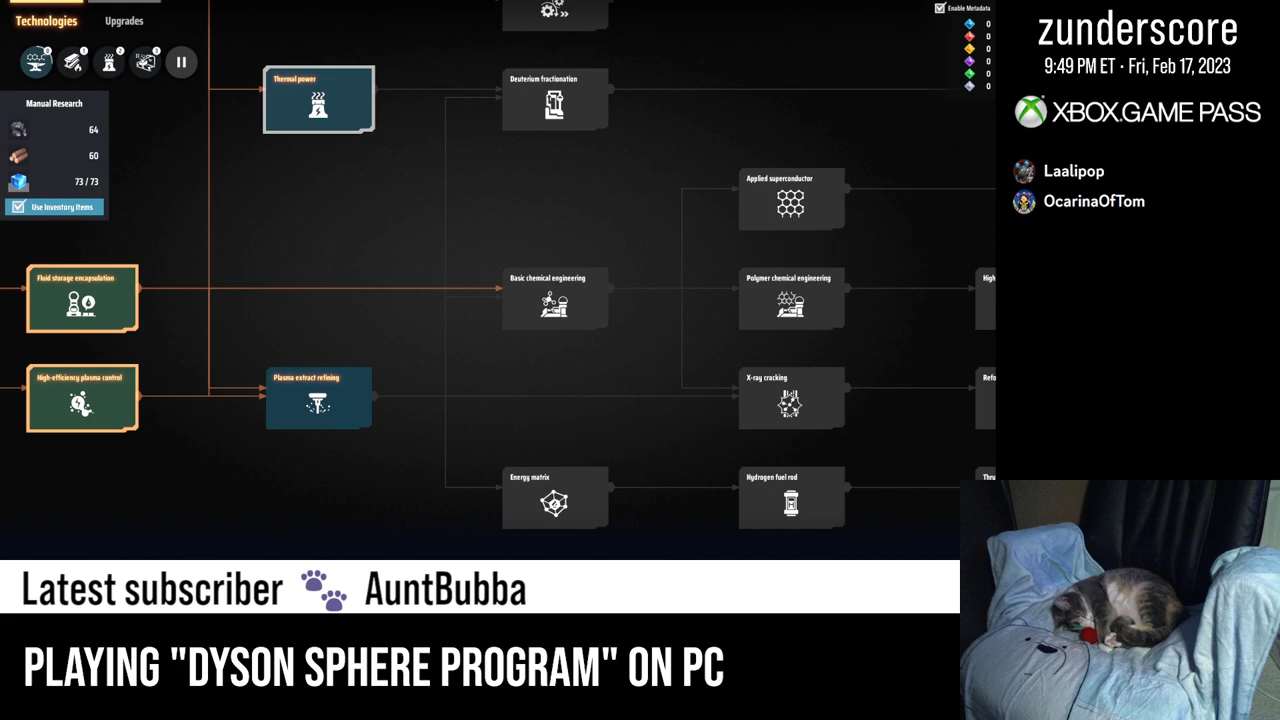 Technologies
Upgrades
Enable Metadata
0
0
0
0
0
0
Manual Research
64
60
73 / 73
Use Inventory Items
Thermal power
Deuterium fractionation
Applied superconductor
Fluid storage encapsulation
Basic chemical engineering
Polymer chemical engineering
High
High-efficiency plasma control
Plasma extract refining
X-ray cracking
Refo
Energy matrix
Hydrogen fuel rod
Thru
zunderscore
9:49 PM ET · Fri, Feb 17, 2023
XBOX GAME PASS
Laalipop
OcarinaOfTom
Latest subscriber AuntBubba
PLAYING "DYSON SPHERE PROGRAM" ON PC